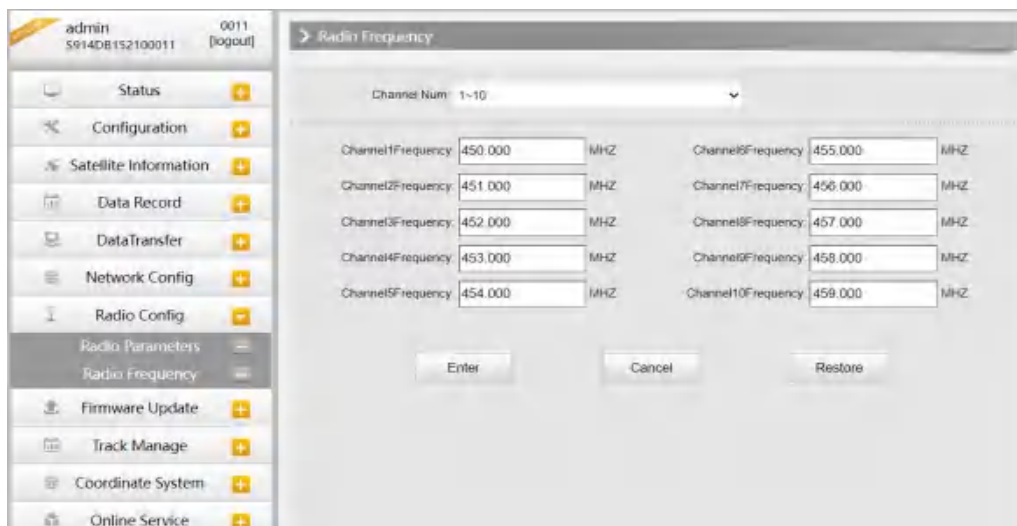 admin 0011
S914DB152100011 [logout]
Status
Configuration
Satellite Information
Data Record
DataTransfer
Network Config
Radio Config
Radio Parameters
Radio Frequency
Firmware Update
Track Manage
Coordinate System
Online Service
Radio Frequency
Channel Num 1~10
Channel1Frequency 450.000 MHZ Channel6Frequency 455.000 MHZ
Channel2Frequency 451.000 MHZ Channel7Frequency 456.000 MHZ
Channel3Frequency 452.000 MHZ Channel8Frequency 457.000 MHZ
Channel4Frequency 453.000 MHZ Channel9Frequency 458.000 MHZ
Channel5Frequency 454.000 MHZ Channel10Frequency 459.000 MHZ
Enter Cancel Restore